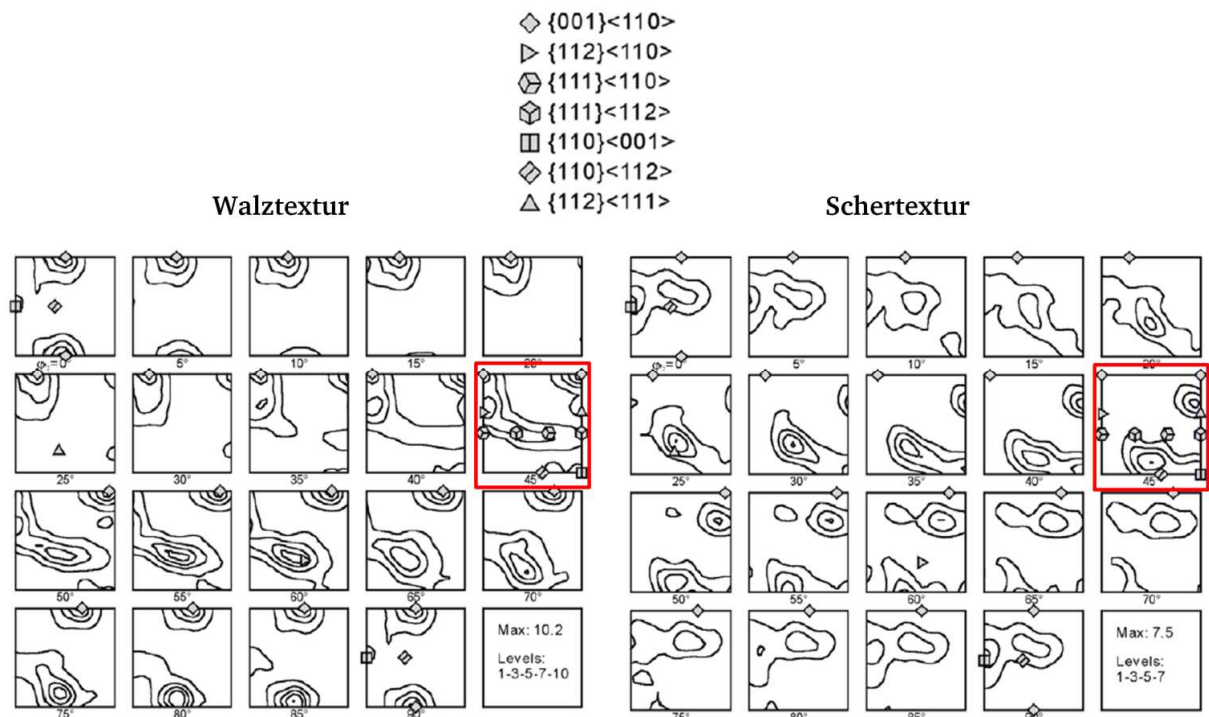 {001}<110>
{112}<110>
{111}<110>
{111}<112>
{110}<001>
{110}<112>
{112}<111>
Walztextur
Schertextur
φ₂=0 5° 10° 15° 20°
25° 30° 35° 40° 45°
50° 55° 60° 65° 70°
75° 80° 85° 90°
Max: 10.2
Levels:
1-3-5-7-10
φ₂=0 5° 10° 15° 20°
25° 30° 35° 40° 45°
50° 55° 60° 65° 70°
75° 80° 85° 90°
Max: 7.5
Levels:
1-3-5-7